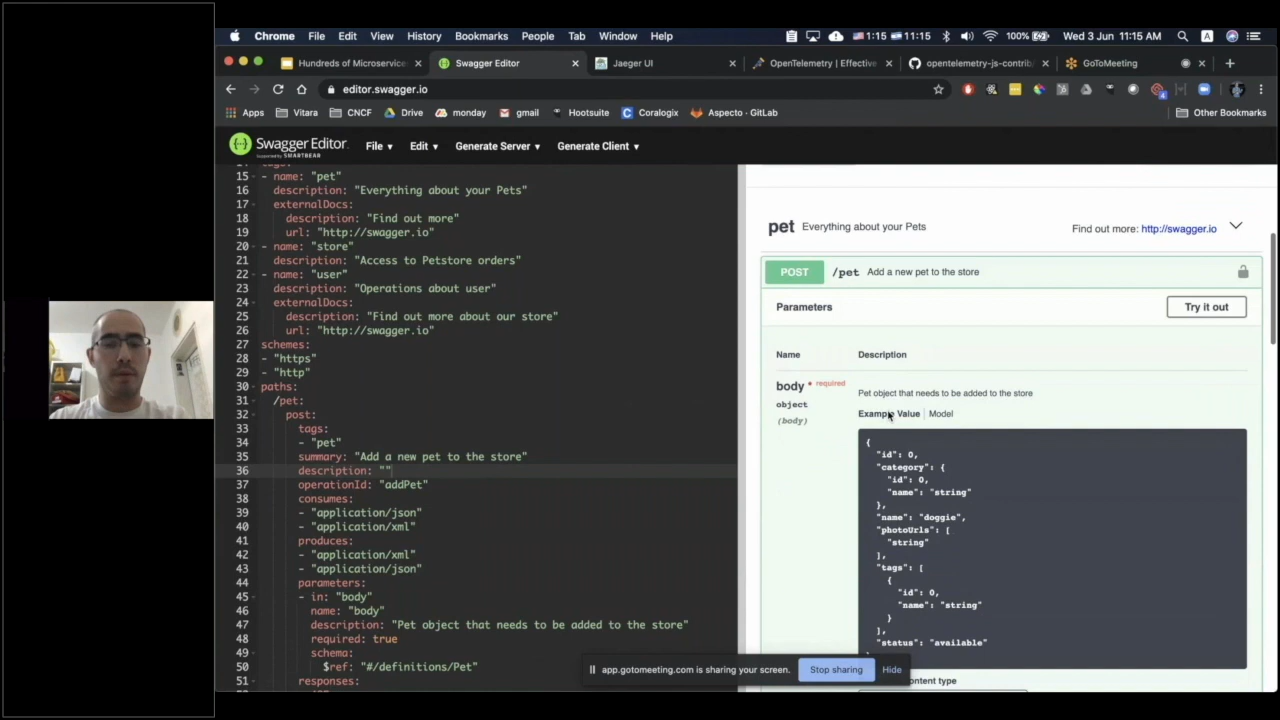 Chrome File Edit View History Bookmarks People Tab Window Help 1:15 11:15 100% Wed 3 Jun 11:15 AM A
Hundreds of Microservice: × Swagger Editor × Jaeger UI × OpenTelemetry | Effective × opentelemetry-js-contrib/ × GoToMeeting × +
editor.swagger.io
Apps Vitara CNCF Drive monday gmail Hootsuite Coralogix Aspecto · GitLab Other Bookmarks
Swagger Editor. File Edit Generate Server Generate Client
Supported by SMARTBEAR
15 - name: "pet"
16 description: "Everything about your Pets"
17 externalDocs:
18 description: "Find out more"
19 url: "http://swagger.io"
20 - name: "store"
21 description: "Access to Petstore orders"
22 - name: "user"
23 description: "Operations about user"
24 externalDocs:
25 description: "Find out more about our store"
26 url: "http://swagger.io"
27 schemes:
28 - "https"
29 - "http"
30 paths:
31 /pet:
32 post:
33 tags:
34 - "pet"
35 summary: "Add a new pet to the store"
36 description: ""
37 operationId: "addPet"
38 consumes:
39 - "application/json"
40 - "application/xml"
41 produces:
42 - "application/xml"
43 - "application/json"
44 parameters:
45 - in: "body"
46 name: "body"
47 description: "Pet object that needs to be added to the store"
48 required: true
49 schema:
50 $ref: "#/definitions/Pet"
51 responses:
pet Everything about your Pets Find out more: http://swagger.io
POST /pet Add a new pet to the store
Parameters Try it out
Name Description
body * required
object
(body)
Pet object that needs to be added to the store
Example Value | Model
{
"id": 0,
"category": {
"id": 0,
"name": "string"
},
"name": "doggie",
"photoUrls": [
"string"
],
"tags": [
{
"id": 0,
"name": "string"
}
],
"status": "available"
app.gotomeeting.com is sharing your screen. Stop sharing Hide
ontent type